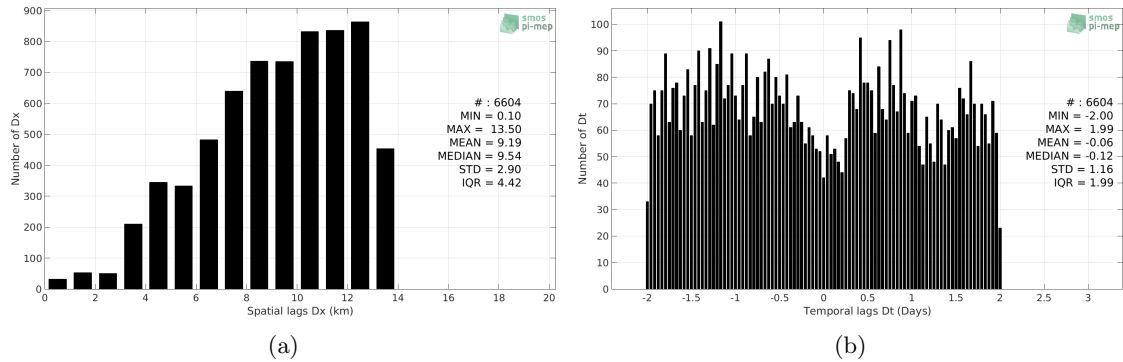 900
800
700
600
500
400
300
200
100
0
Number of Dx
0 2 4 6 8 10 12 14 16 18 20
Spatial lags Dx (km)
smos
pi-mep
# : 6604
MIN = 0.10
MAX = 13.50
MEAN = 9.19
MEDIAN = 9.54
STD = 2.90
IQR = 4.42
(a)
100
90
80
70
60
50
40
30
20
10
0
Number of Dt
-2 -1.5 -1 -0.5 0 0.5 1 1.5 2 2.5 3
Temporal lags Dt (Days)
smos
pi-mep
# : 6604
MIN = -2.00
MAX = 1.99
MEAN = -0.06
MEDIAN = -0.12
STD = 1.16
IQR = 1.99
(b)